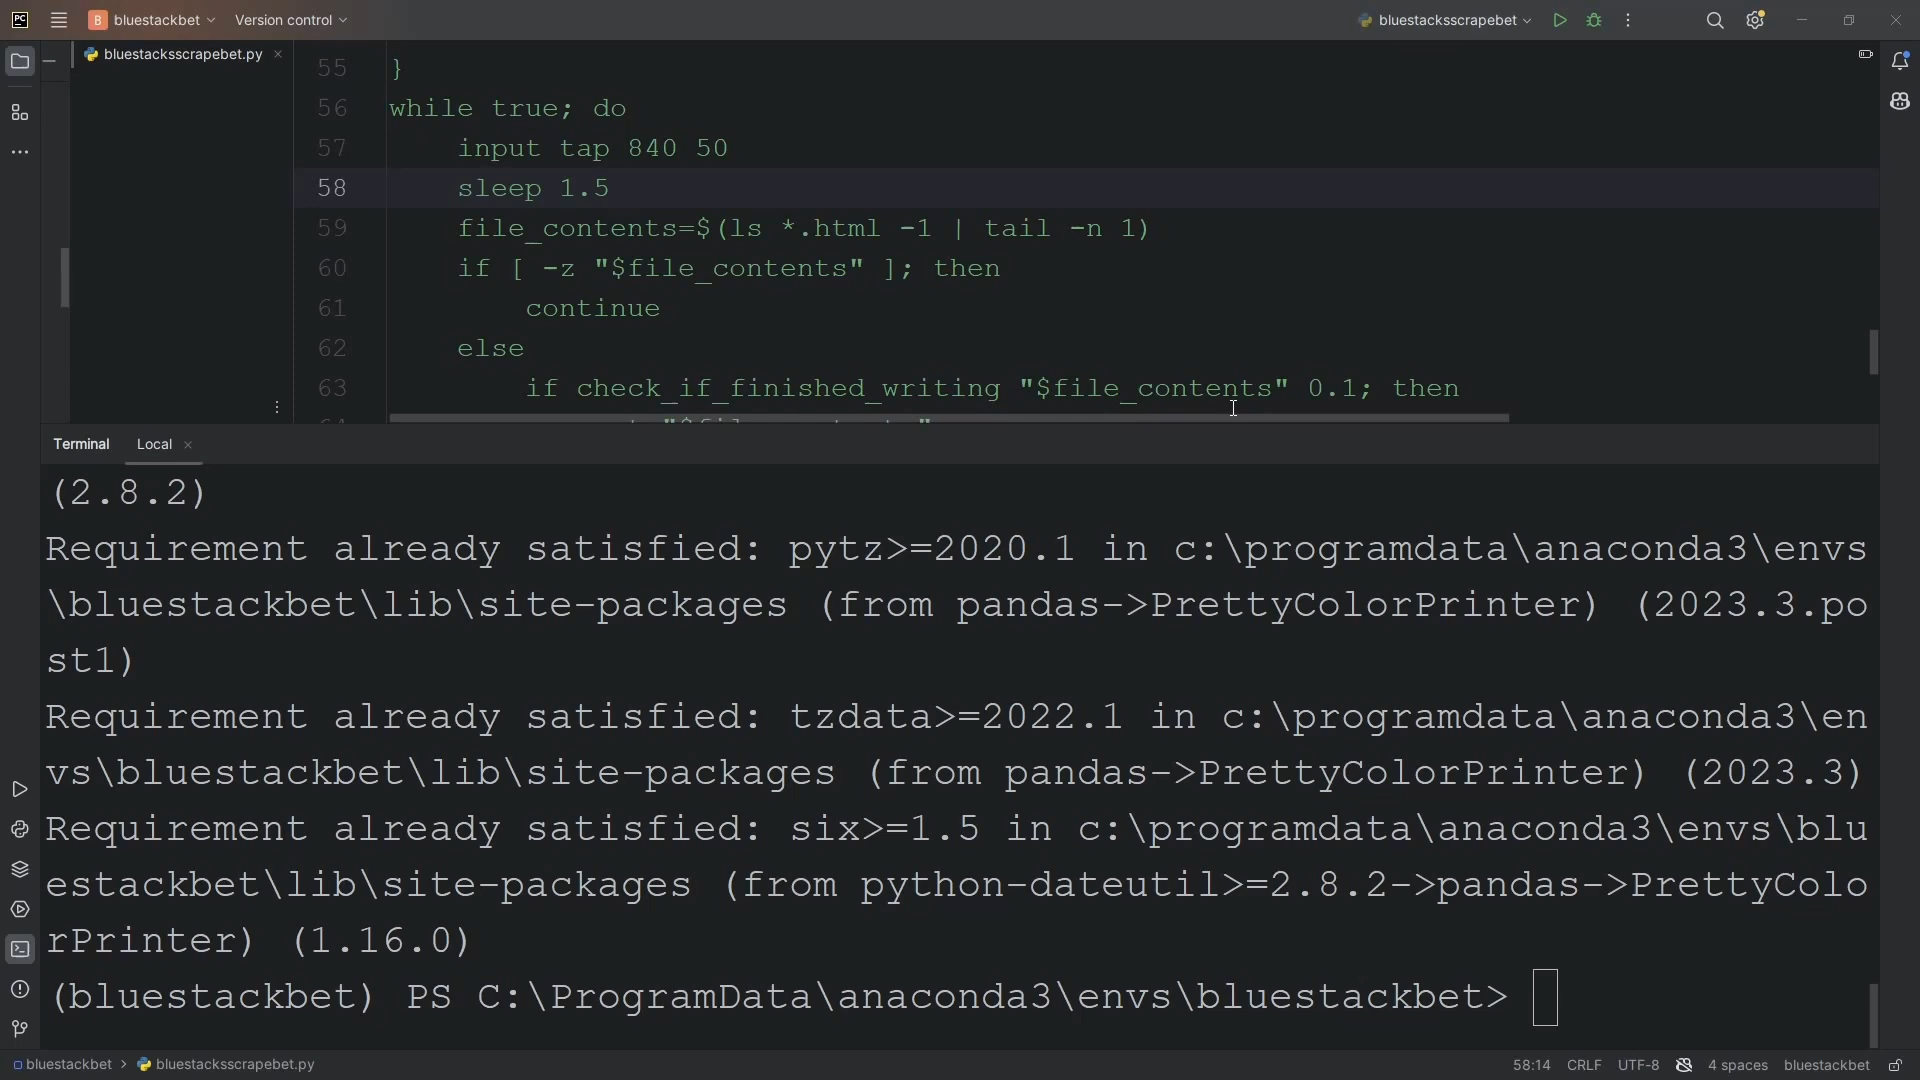 PC
B bluestackbet
Version control
bluestacksscrapebet
bluestacksscrapebet.py
55 }
56 while true; do
57 input tap 840 50
58 sleep 1.5
59 file_contents=$(ls *.html -1 | tail -n 1)
60 if [ -z "$file_contents" ]; then
61 continue
62 else
63 if check_if_finished_writing "$file_contents" 0.1; then
Terminal
Local
(2.8.2)
Requirement already satisfied: pytz>=2020.1 in c:\programdata\anaconda3\envs
\bluestackbet\lib\site-packages (from pandas->PrettyColorPrinter) (2023.3.po
st1)
Requirement already satisfied: tzdata>=2022.1 in c:\programdata\anaconda3\en
vs\bluestackbet\lib\site-packages (from pandas->PrettyColorPrinter) (2023.3)
Requirement already satisfied: six>=1.5 in c:\programdata\anaconda3\envs\blu
estackbet\lib\site-packages (from python-dateutil>=2.8.2->pandas->PrettyColo
rPrinter) (1.16.0)
(bluestackbet) PS C:\ProgramData\anaconda3\envs\bluestackbet>
bluestackbet > bluestacksscrapebet.py
58:14
CRLF
UTF-8
4 spaces
bluestackbet